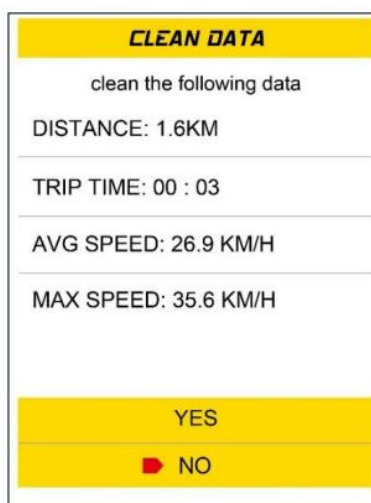 CLEAN DATA
clean the following data
DISTANCE: 1.6KM
TRIP TIME: 00 : 03
AVG SPEED: 26.9 KM/H
MAX SPEED: 35.6 KM/H
YES
NO